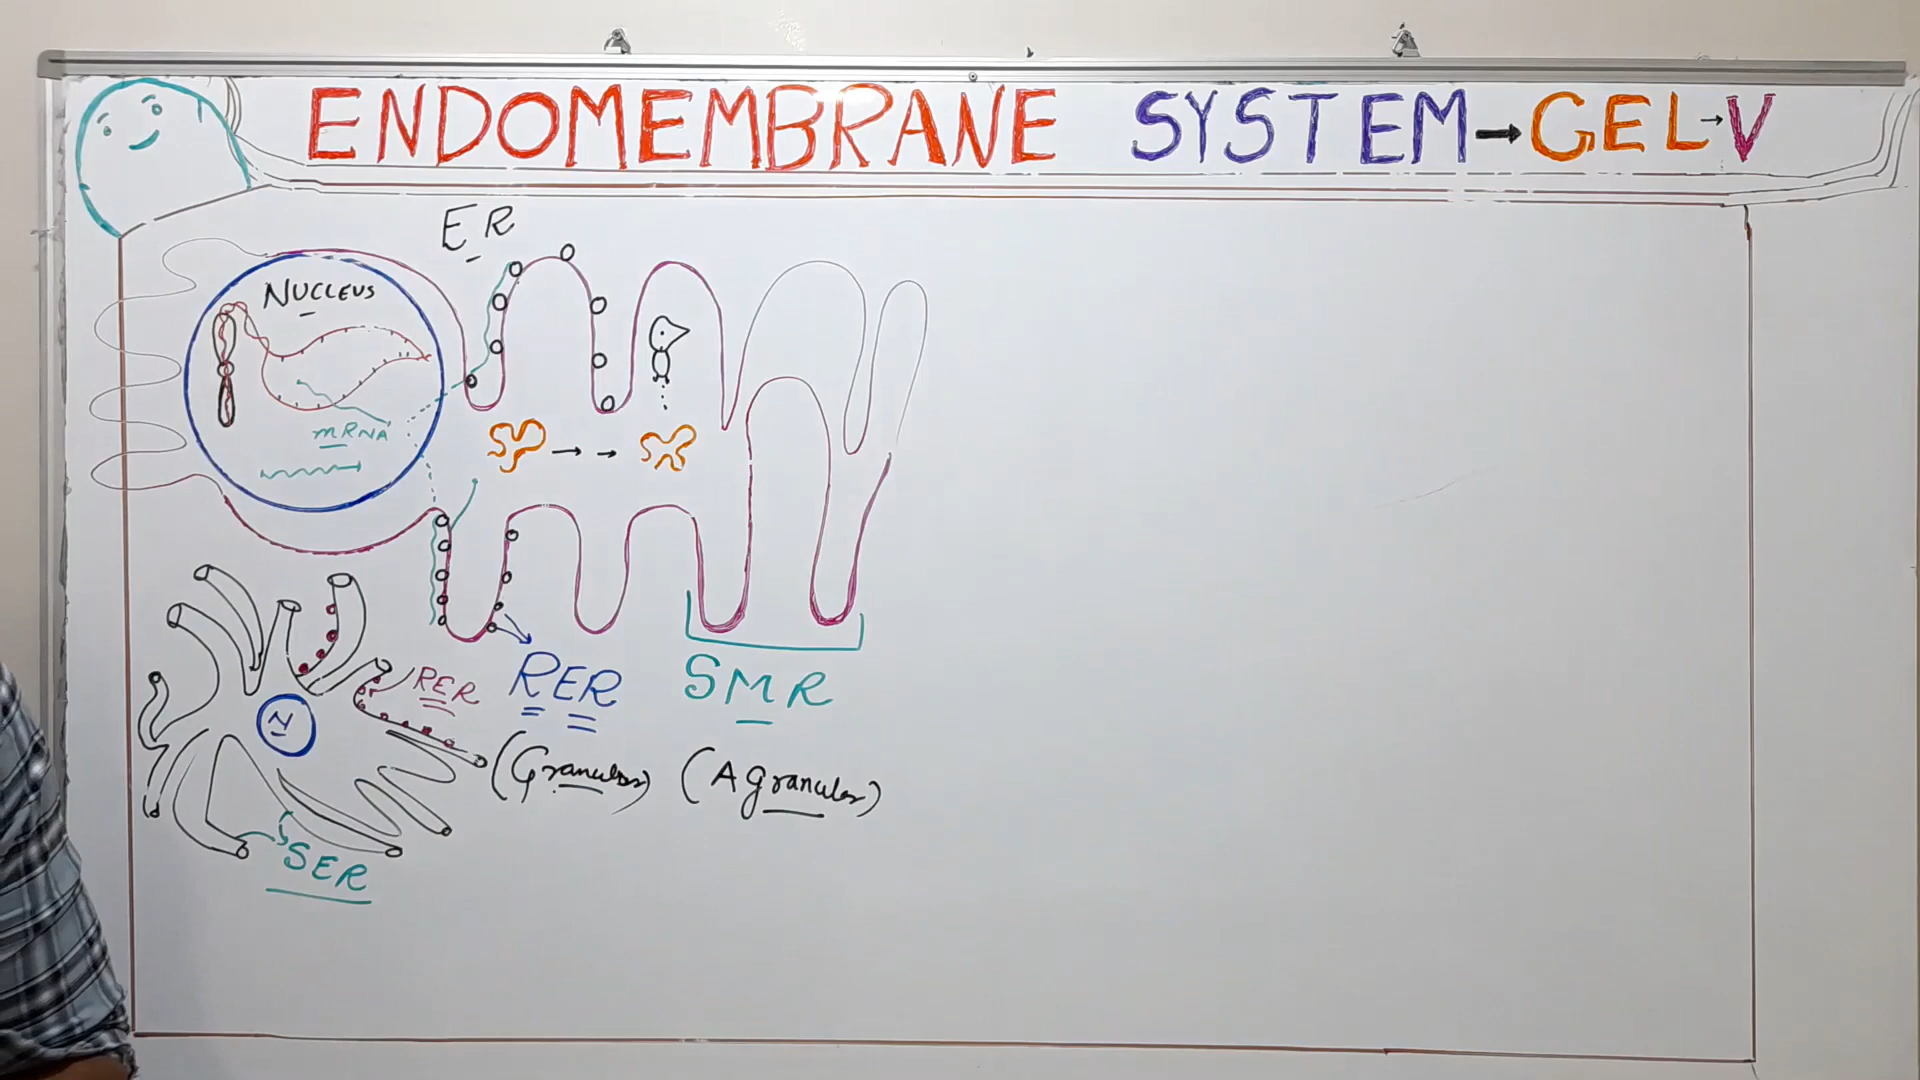 ENDOMEMBRANE SYSTEM→GEL→V
ER
NUCLEUS
mRNA
RER RER SMR
N
(Granular) (AGranular)
SER